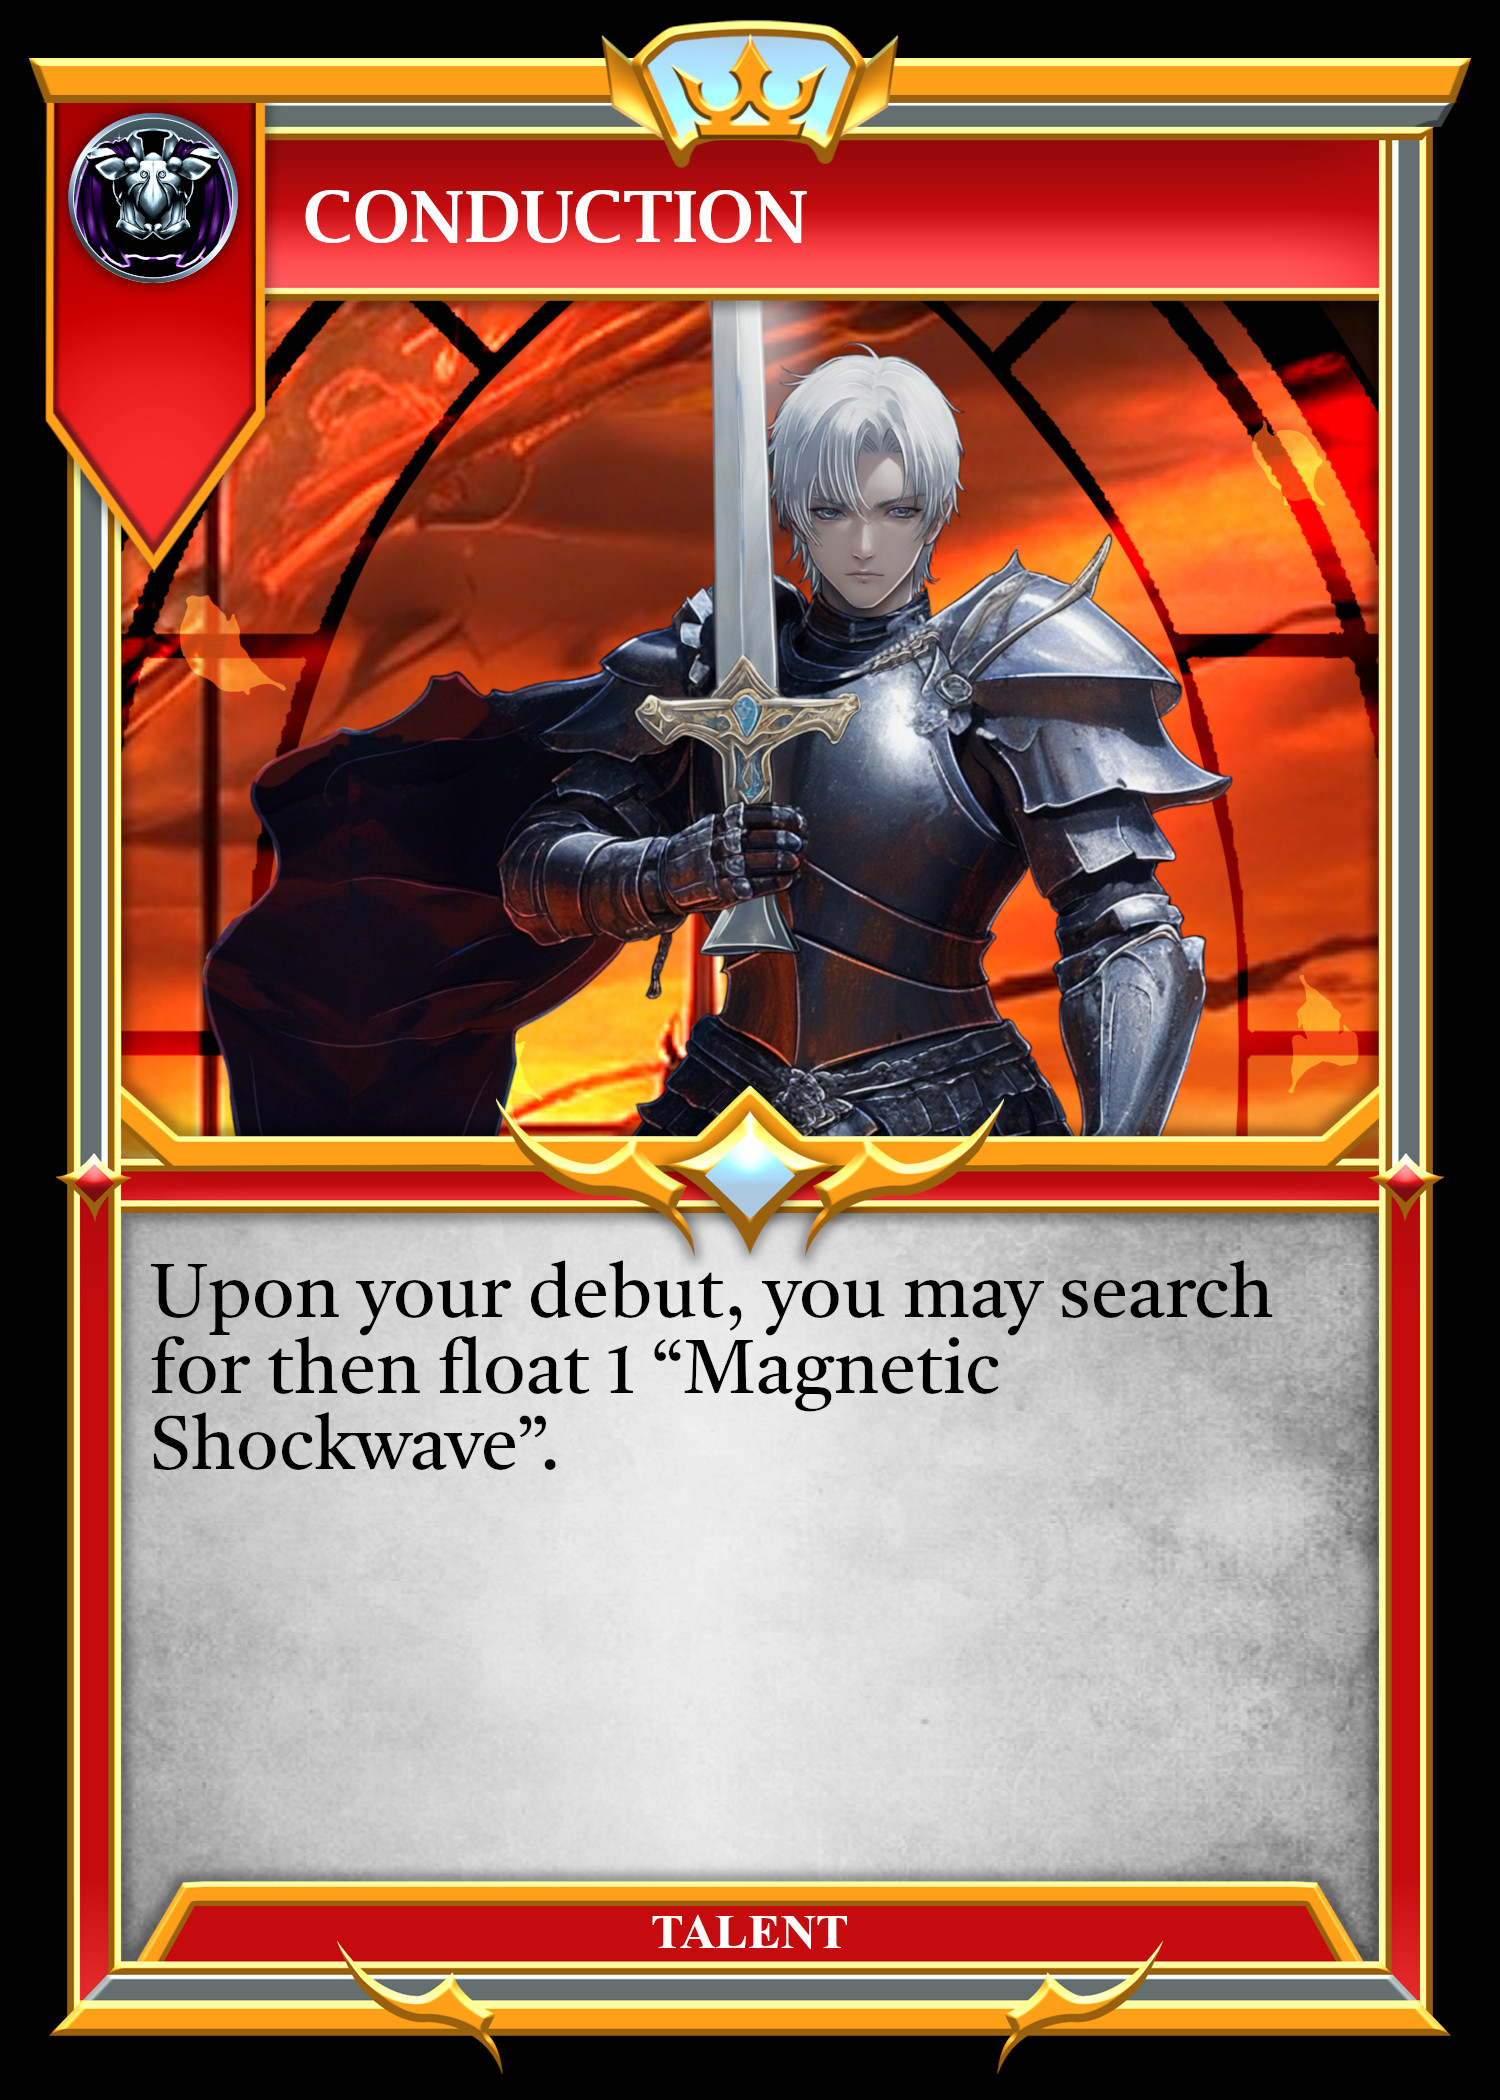 CONDUCTION
Upon your debut, you may search
for then float 1 “Magnetic
Shockwave”.
TALENT